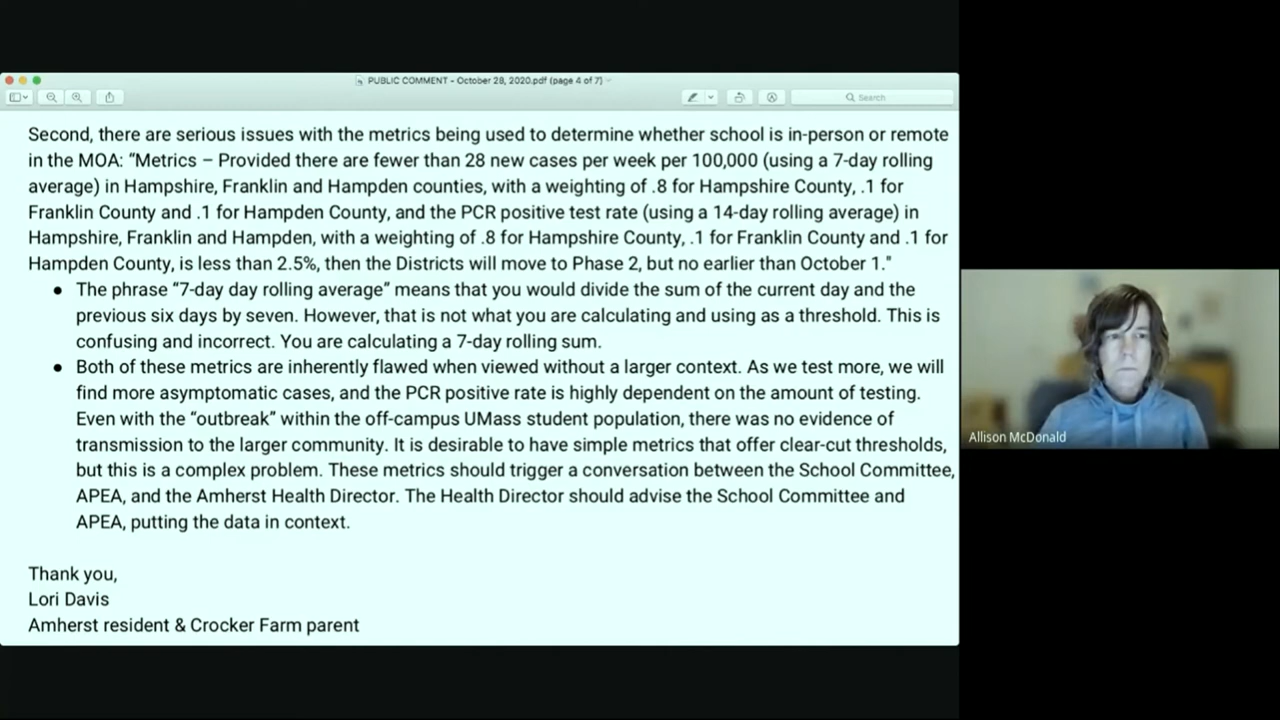 PUBLIC COMMENT - October 28, 2020.pdf (page 4 of 7)
Search
Second, there are serious issues with the metrics being used to determine whether school is in-person or remote
in the MOA: “Metrics – Provided there are fewer than 28 new cases per week per 100,000 (using a 7-day rolling
average) in Hampshire, Franklin and Hampden counties, with a weighting of .8 for Hampshire County, .1 for
Franklin County and .1 for Hampden County, and the PCR positive test rate (using a 14-day rolling average) in
Hampshire, Franklin and Hampden, with a weighting of .8 for Hampshire County, .1 for Franklin County and .1 for
Hampden County, is less than 2.5%, then the Districts will move to Phase 2, but no earlier than October 1."
● The phrase “7-day day rolling average” means that you would divide the sum of the current day and the
previous six days by seven. However, that is not what you are calculating and using as a threshold. This is
confusing and incorrect. You are calculating a 7-day rolling sum.
● Both of these metrics are inherently flawed when viewed without a larger context. As we test more, we will
find more asymptomatic cases, and the PCR positive rate is highly dependent on the amount of testing.
Even with the “outbreak” within the off-campus UMass student population, there was no evidence of
transmission to the larger community. It is desirable to have simple metrics that offer clear-cut thresholds,
but this is a complex problem. These metrics should trigger a conversation between the School Committee,
APEA, and the Amherst Health Director. The Health Director should advise the School Committee and
APEA, putting the data in context.
Thank you,
Lori Davis
Amherst resident & Crocker Farm parent
Allison McDonald